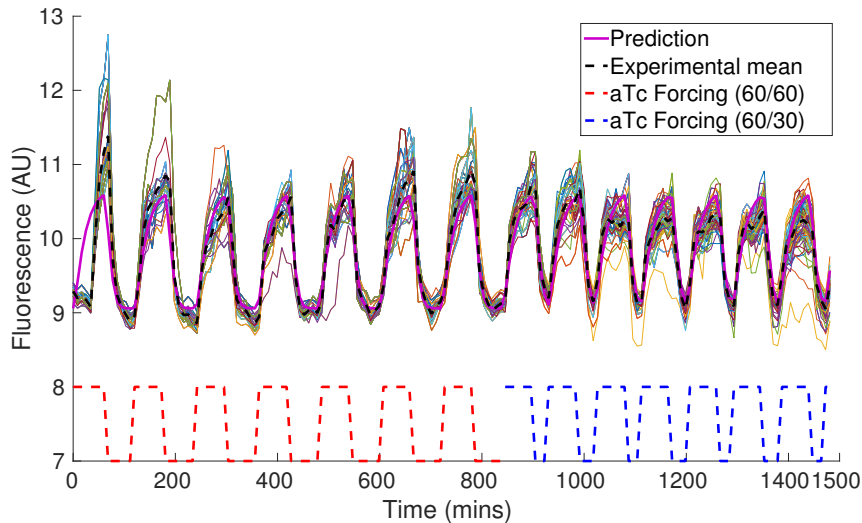 13
12
11
10
9
8
7
Fluorescence (AU)
Prediction
Experimental mean
aTc Forcing (60/60)
aTc Forcing (60/30)
0 200 400 600 800 1000 1200 1400 1500
Time (mins)